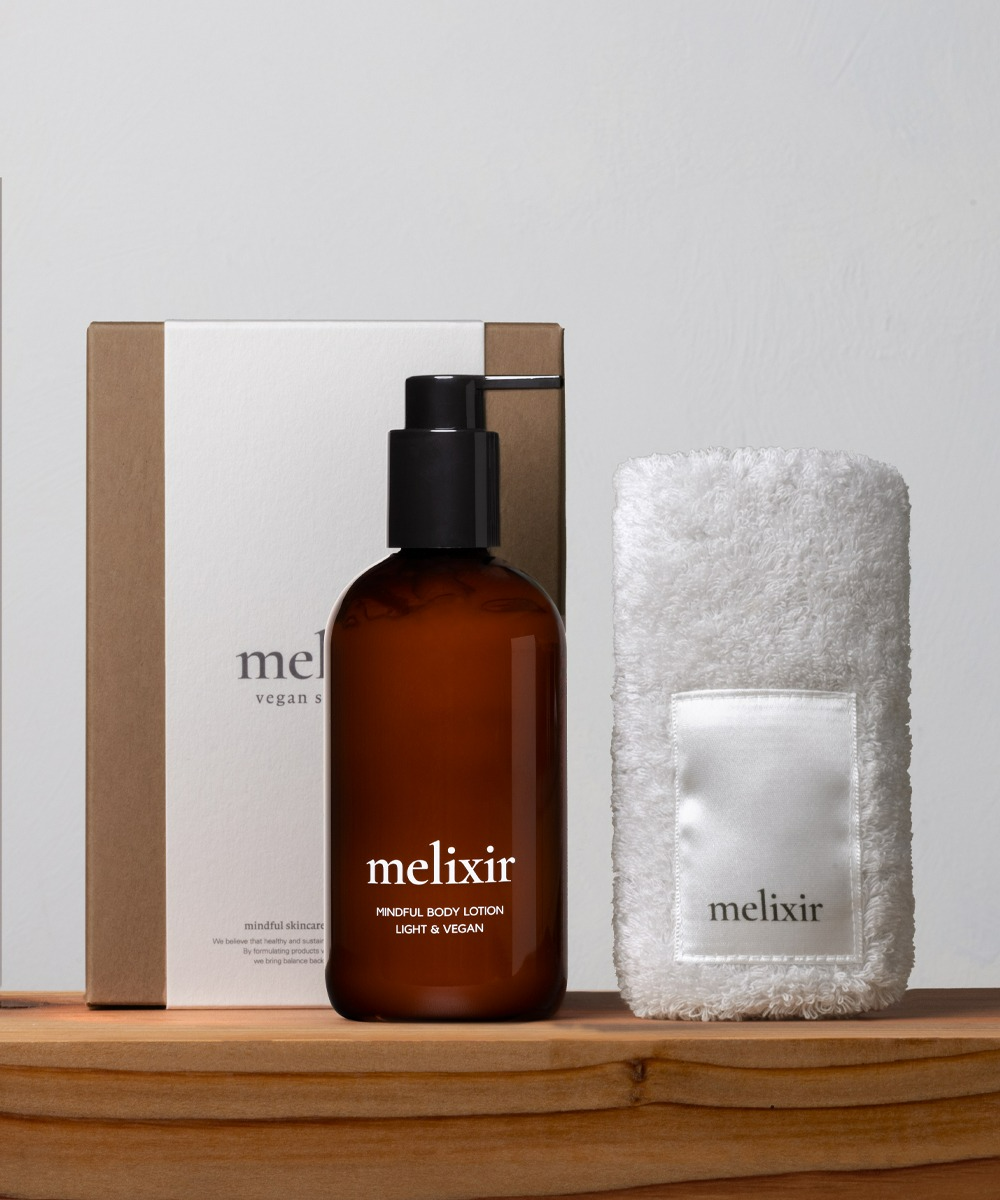 mel
vegan s
mindful skincare
We believe that healthy and sustain
By formulating products
we bring balance back
melixir
MINDFUL BODY LOTION
LIGHT & VEGAN
melixir